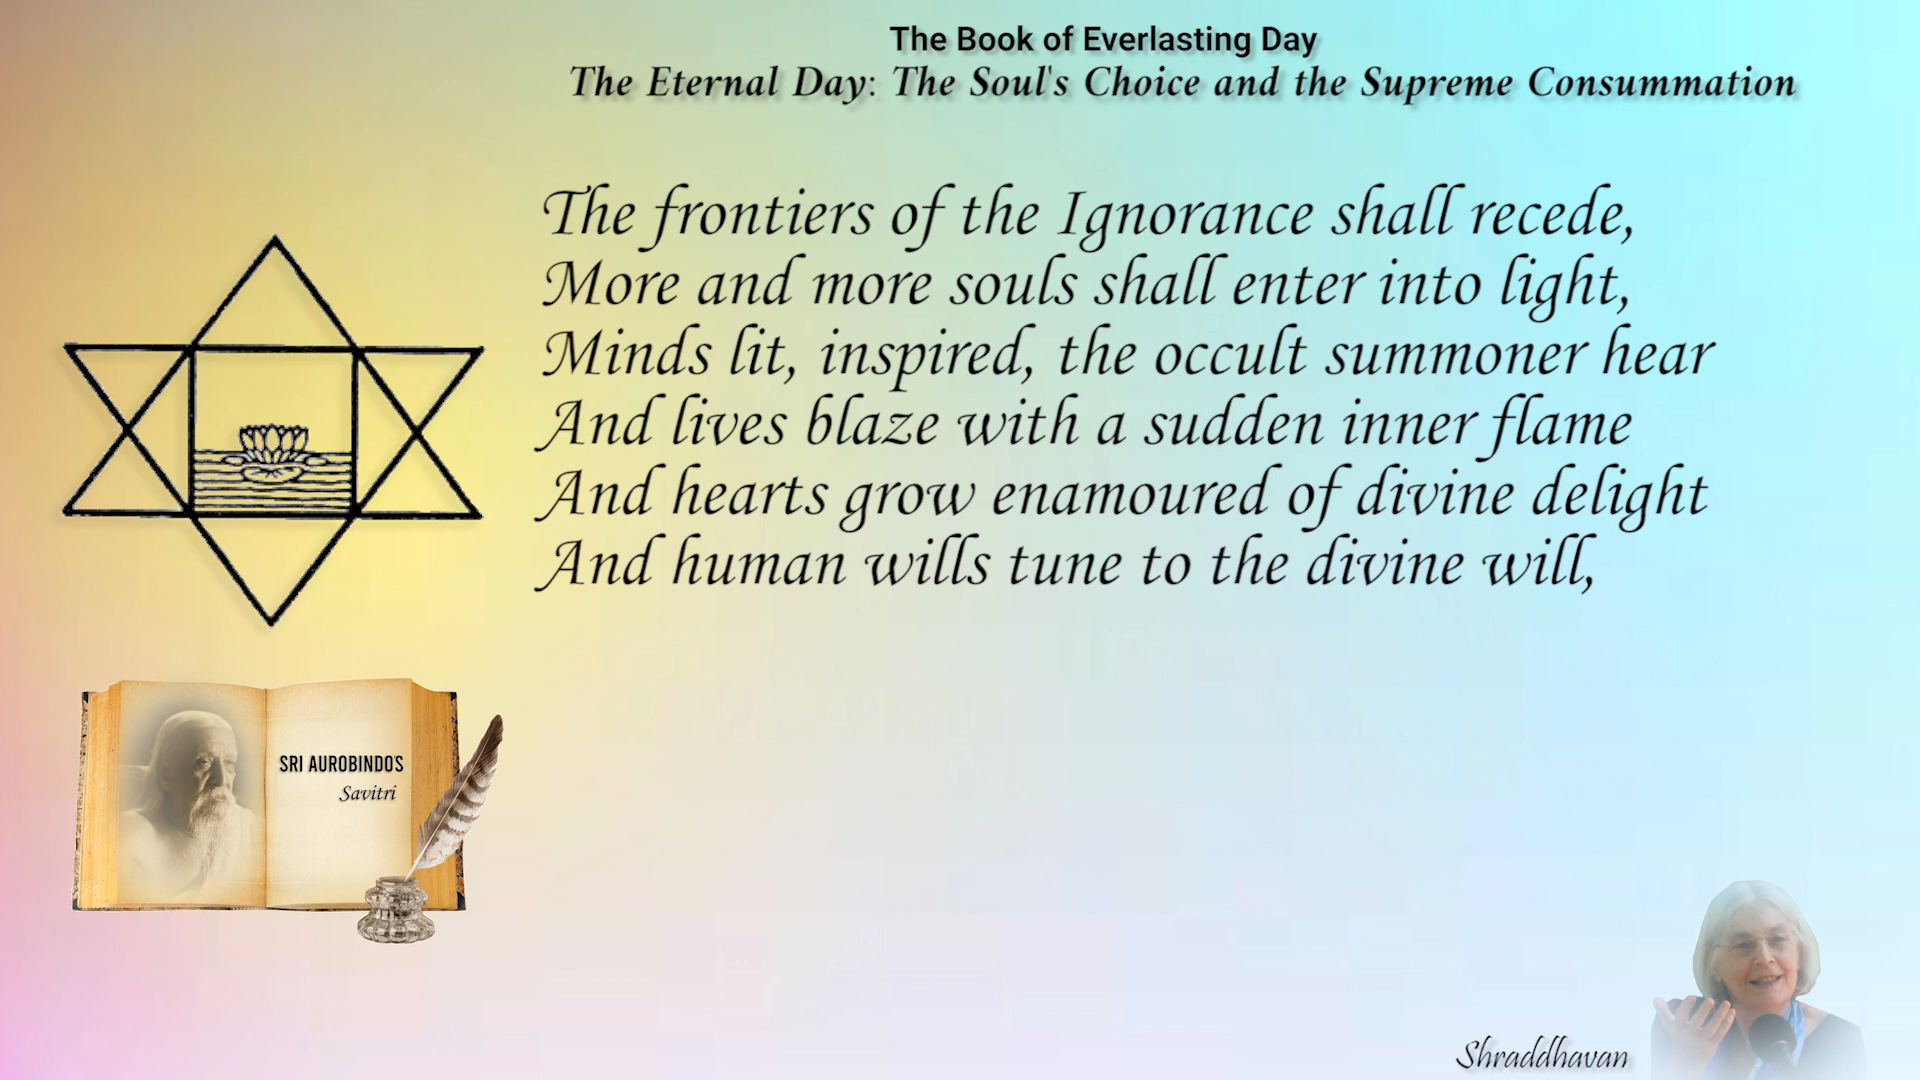 The Book of Everlasting Day
The Eternal Day: The Soul's Choice and the Supreme Consummation
The frontiers of the Ignorance shall recede,
More and more souls shall enter into light,
Minds lit, inspired, the occult summoner hear
And lives blaze with a sudden inner flame
And hearts grow enamoured of divine delight
And human wills tune to the divine will,
SRI AUROBINDO'S
Savitri
Shraddhavan